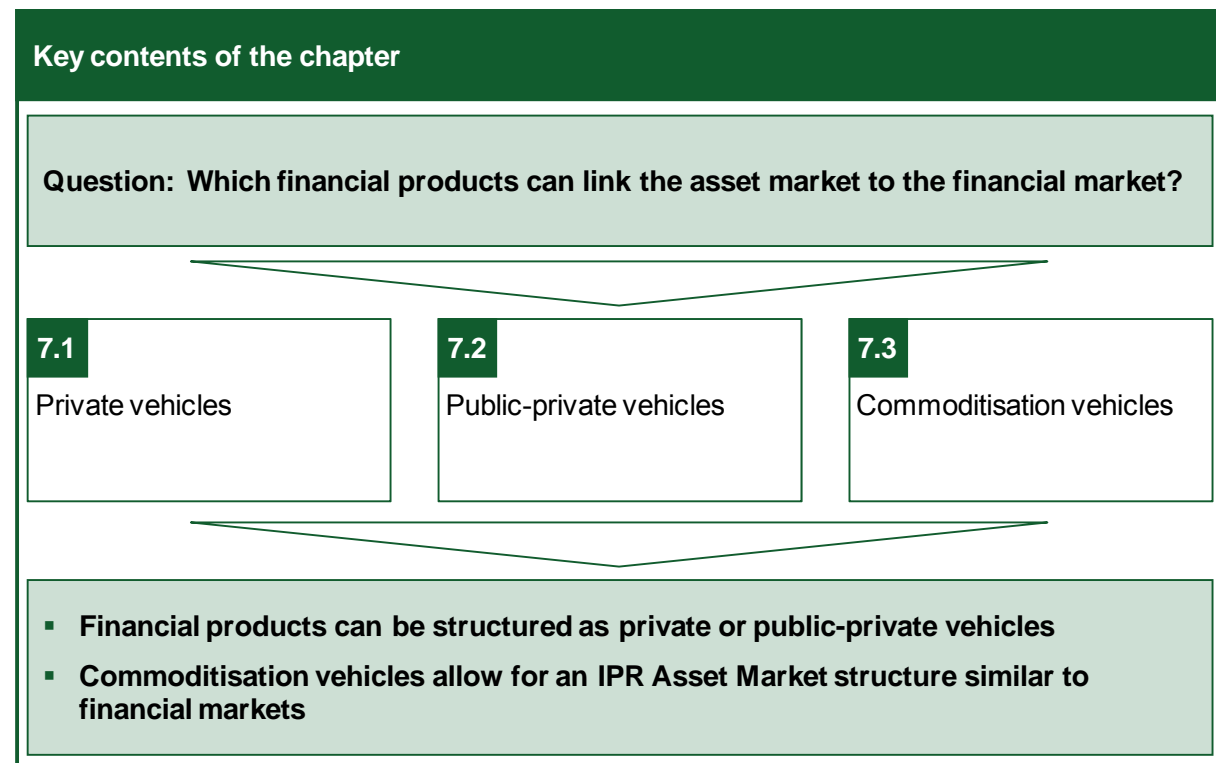 Key contents of the chapter
Question: Which financial products can link the asset market to the financial market?
7.1
Private vehicles
7.2
Public-private vehicles
7.3
Commoditisation vehicles
▪ Financial products can be structured as private or public-private vehicles
▪ Commoditisation vehicles allow for an IPR Asset Market structure similar to
financial markets